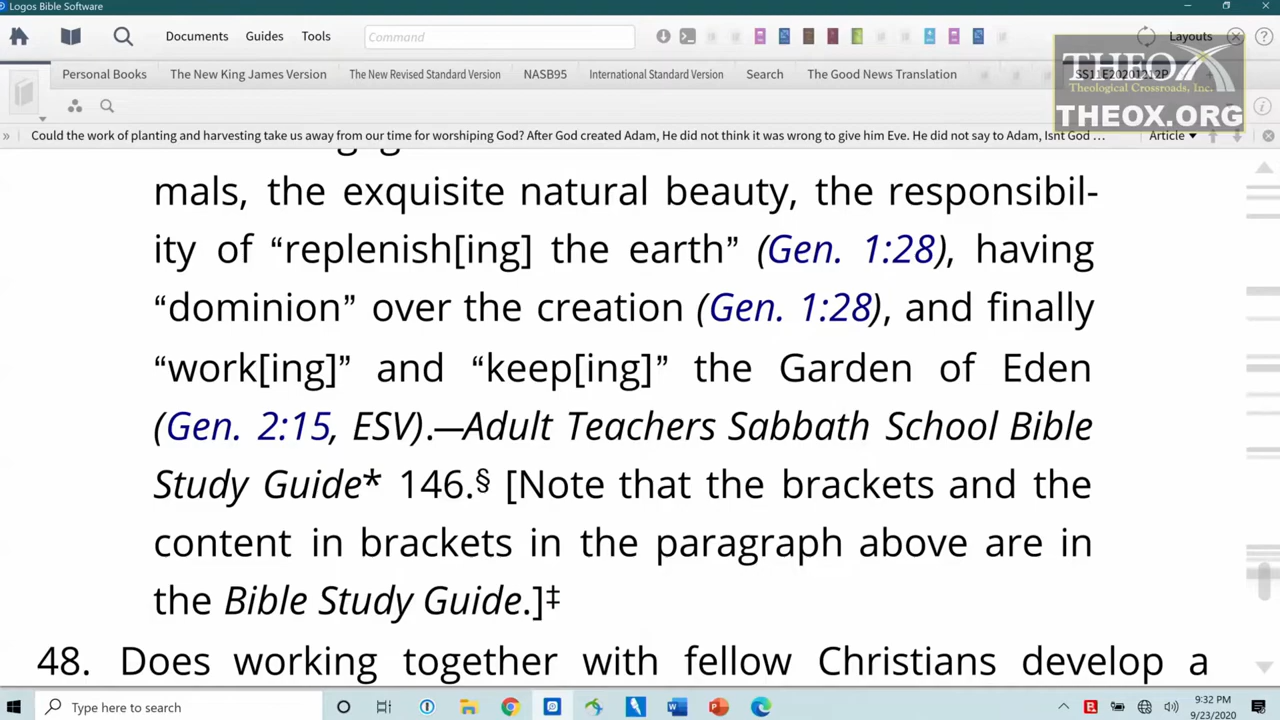 Logos Bible Software
Documents Guides Tools Command Layouts
THEOX
Theological Crossroads, Inc.
THEOX.ORG
Personal Books The New King James Version The New Revised Standard Version NASB95 International Standard Version Search The Good News Translation SS11E20201212P
» Could the work of planting and harvesting take us away from our time for worshiping God? After God created Adam, He did not think it was wrong to give him Eve. He did not say to Adam, Isnt God ... Article
mals, the exquisite natural beauty, the responsibil-
ity of “replenish[ing] the earth” (Gen. 1:28), having
“dominion” over the creation (Gen. 1:28), and finally
“work[ing]” and “keep[ing]” the Garden of Eden
(Gen. 2:15, ESV).—Adult Teachers Sabbath School Bible
Study Guide* 146.§ [Note that the brackets and the
content in brackets in the paragraph above are in
the Bible Study Guide.]‡
48. Does working together with fellow Christians develop a
Type here to search
9:32 PM
9/23/2020